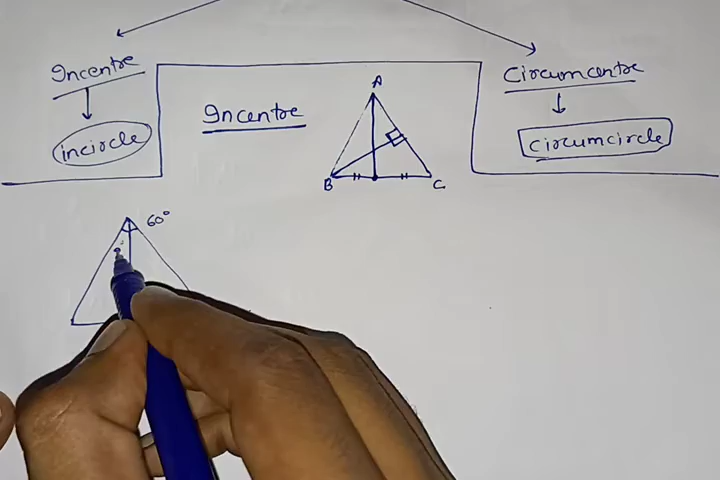 Incentre
incircle
Incentre
A
B
C
Circumcentre
circumcircle
60°